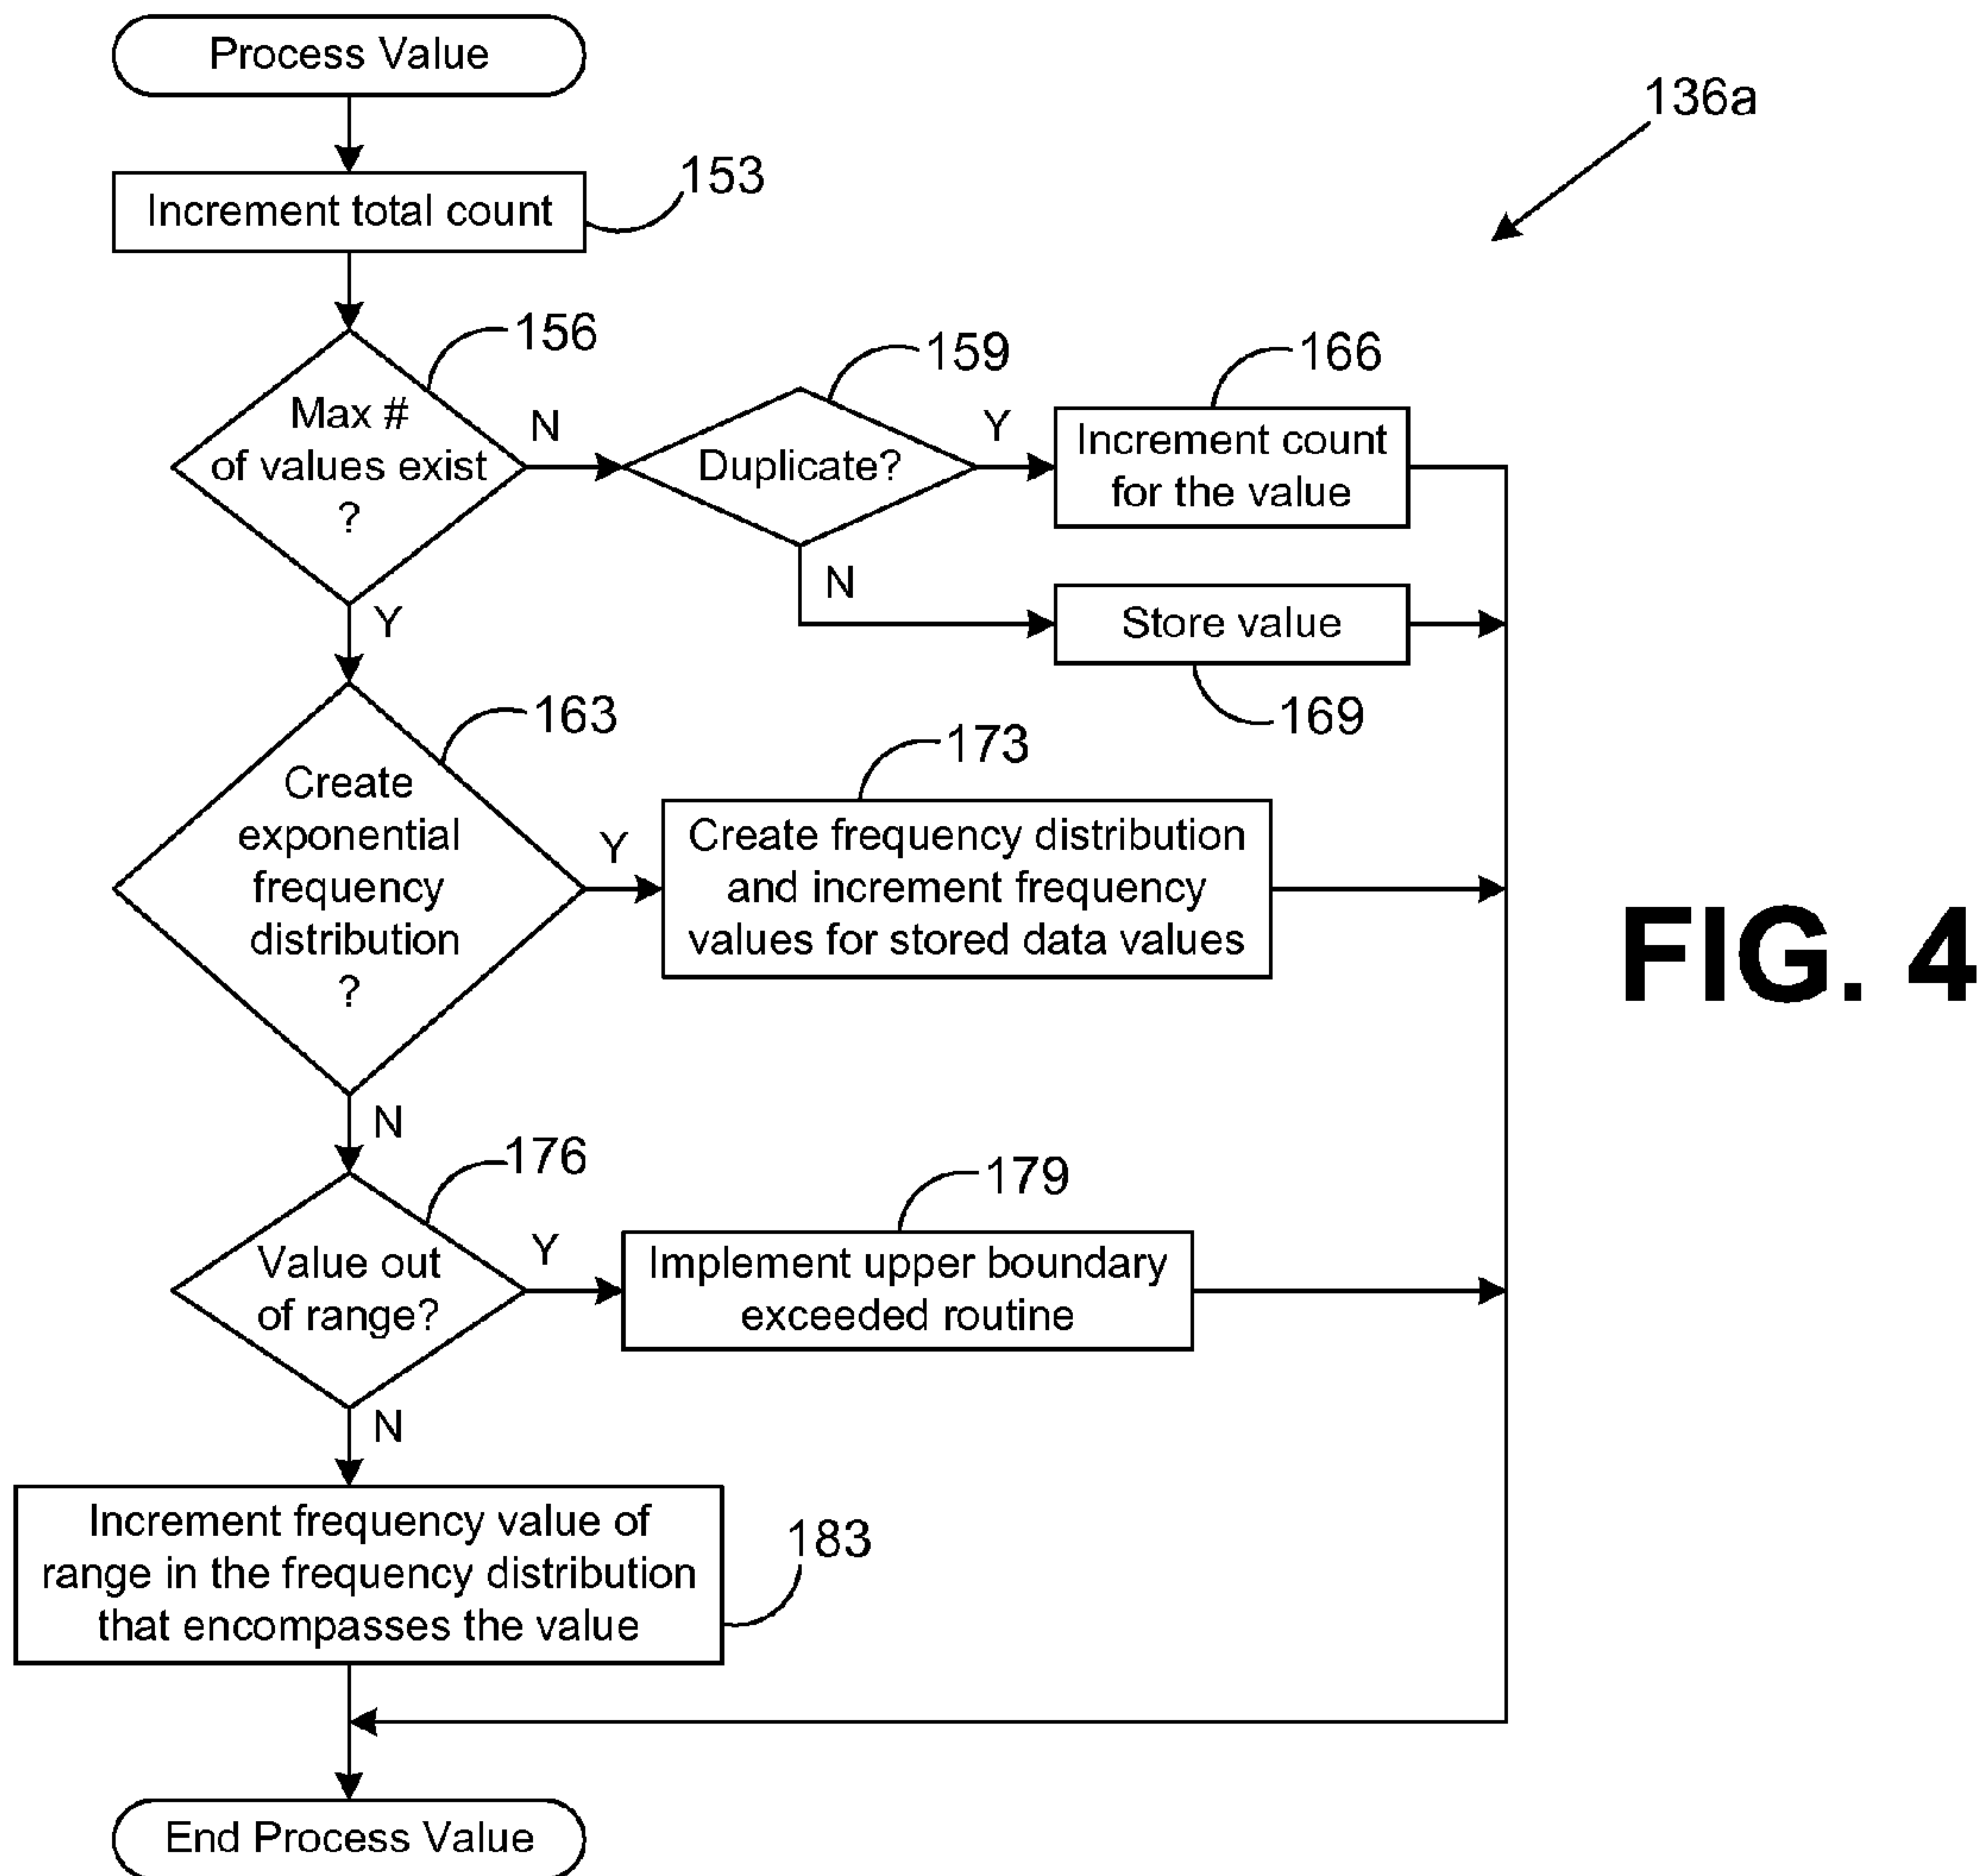 Process Value
136a
Increment total count
153
156
159
166
Max #
of values exist
?
N
Duplicate?
Y
Increment count
for the value
N
Store value
169
Y
163
173
Create
exponential
frequency
distribution
?
Y
Create frequency distribution
and increment frequency
values for stored data values
FIG. 4
N
176
179
Value out
of range?
Y
Implement upper boundary
exceeded routine
N
Increment frequency value of
range in the frequency distribution
that encompasses the value
183
End Process Value